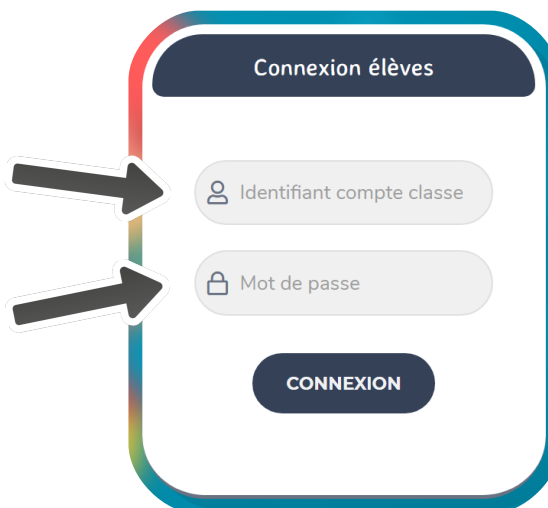 Connexion élèves
Identifiant compte classe
Mot de passe
CONNEXION